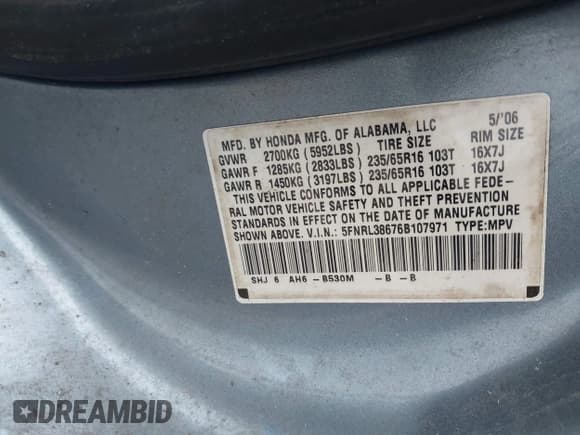 5/'06
MFD. BY HONDA MFG. OF ALABAMA, LLC
GVWR 2700KG (5952LBS) TIRE SIZE RIM SIZE
GAWR F 1285KG (2833LBS) 235/65R16 103T 16X7J
GAWR R 1450KG (3197LBS) 235/65R16 103T 16X7J
THIS VEHICLE CONFORMS TO ALL APPLICABLE FEDE-
RAL MOTOR VEHICLE SAFETY AND THEFT PREVENTION
STANDARDS IN EFFECT ON THE DATE OF MANUFACTURE
SHOWN ABOVE. V.I.N.: 5FNRL38676B107971 TYPE:MPV
SHJ 6 AH6 -B530M -B -B
DREAMBID